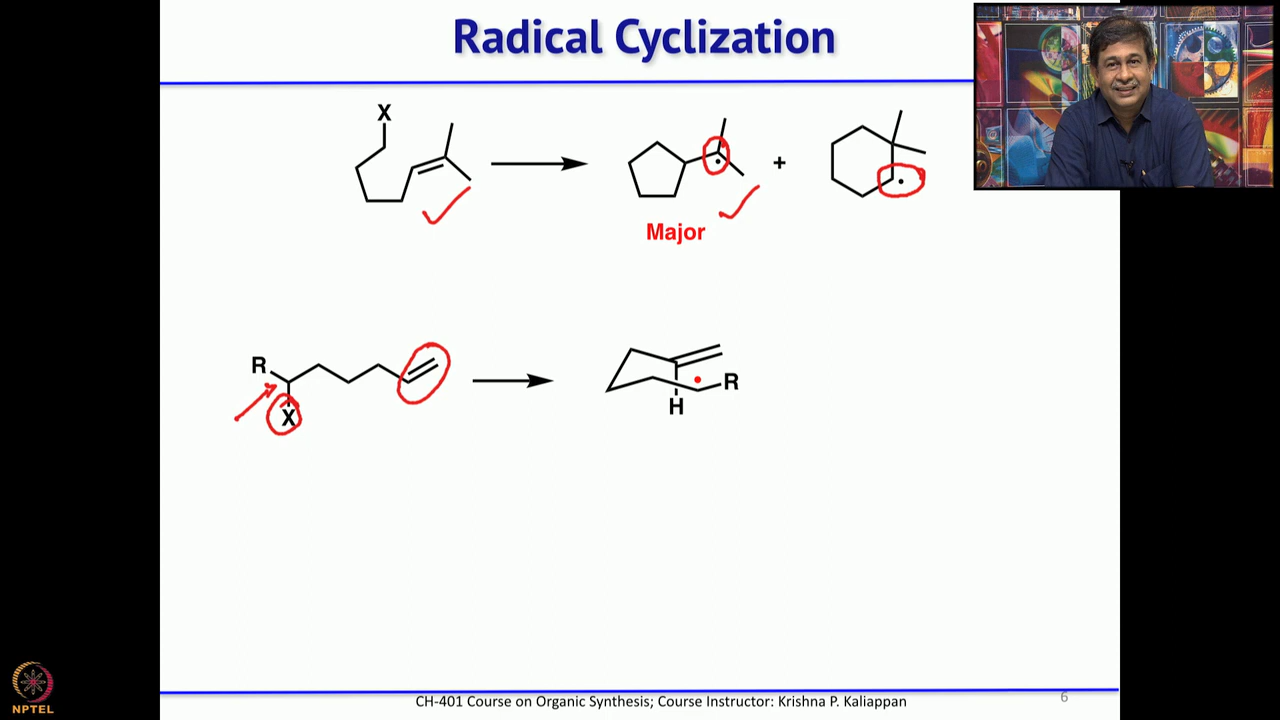 Radical Cyclization
X
+
Major
R
X
R
H
CH-401 Course on Organic Synthesis; Course Instructor: Krishna P. Kaliappan
6
NPTEL